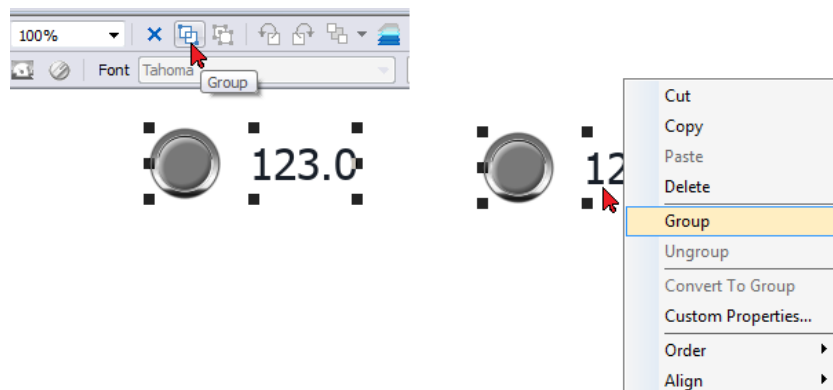 100%
Font Tahoma
Group
123.0
12
Cut
Copy
Paste
Delete
Group
Ungroup
Convert To Group
Custom Properties...
Order
Align